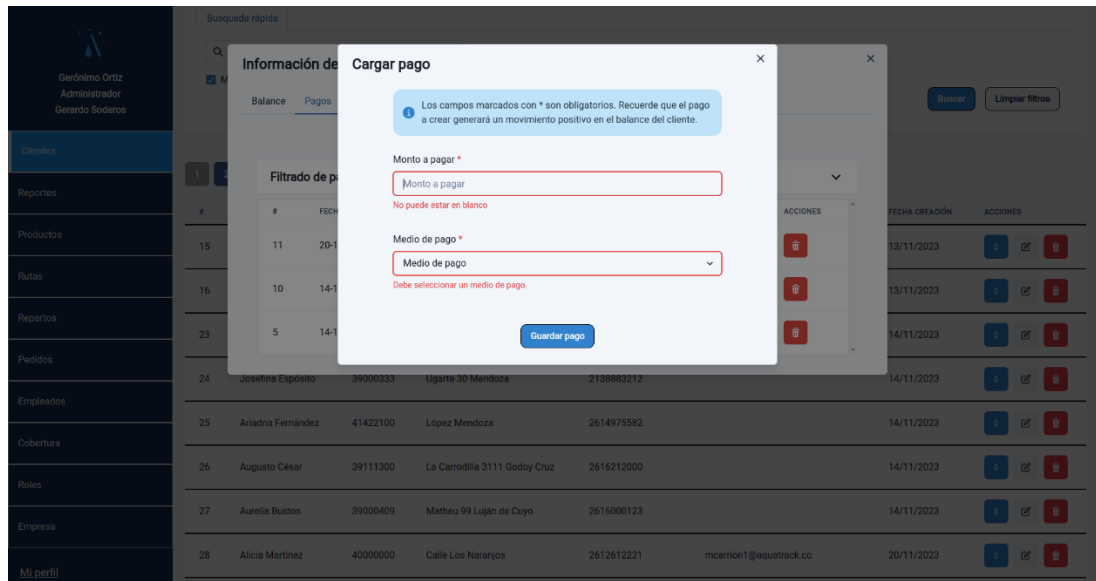 Busqueda rápida
Gerónimo Ortiz
Administrador
Gerardo Soderos
Clientes
Reportes
Productos
Rutas
Repartos
Pedidos
Empleados
Cobertura
Roles
Empresa
Mi perfil
M
Buscar
Limpiar filtros
Información de
Balance
Pagos
Filtrado de
Cargar pago
Los campos marcados con * son obligatorios. Recuerde que el pago
a crear generará un movimiento positivo en el balance del cliente.
Monto a pagar *
Monto a pagar
No puede estar en blanco
Medio de pago *
Medio de pago
Debe seleccionar un medio de pago.
Guardar pago
1 2
# FECH ACCIONES
11 20-1
10 14-1
5 14-1
# FECHA CREACIÓN ACCIONES
15 13/11/2023
16 13/11/2023
23 14/11/2023
24 Josefina Espósito 39000333 Ugarte 30 Mendoza 2138883212 14/11/2023
25 Ariadna Fernández 41422100 López Mendoza 2614975582 14/11/2023
26 Augusto César 39111300 La Carrodilla 3111 Godoy Cruz 2616212000 14/11/2023
27 Aurelia Bustos 39000409 Matheu 99 Luján de Cuyo 2616000123 14/11/2023
28 Alicia Martinez 40000000 Calle Los Naranjos 2612612221 mcarrion1@aquatrack.co 20/11/2023